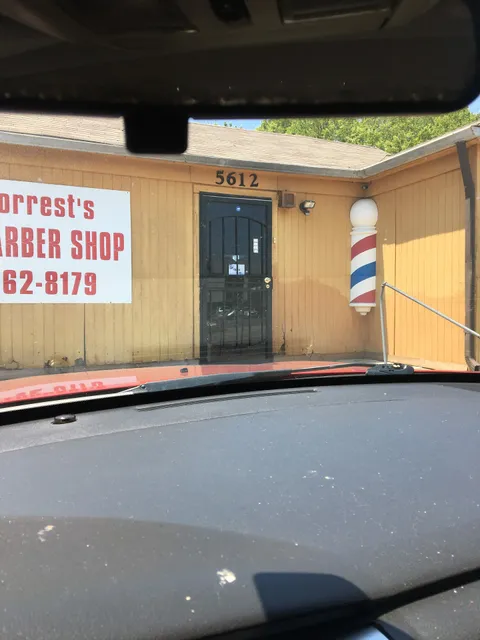 5612
orrest's
ARBER SHOP
62-8179